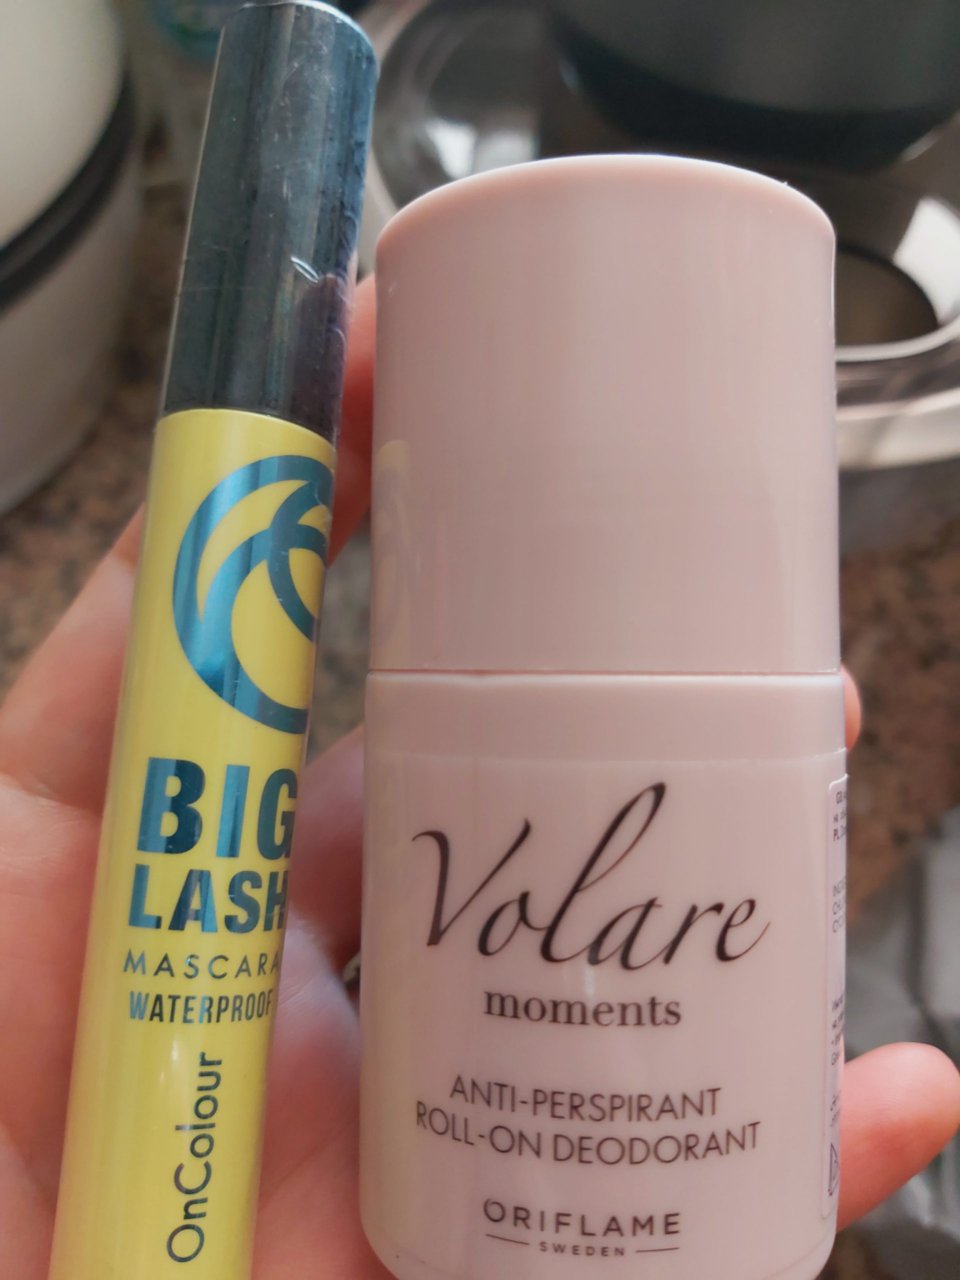 BIG
LASH
MASCARA
WATERPROOF
OnColour
Volare
moments
ANTI-PERSPIRANT
ROLL-ON DEODORANT
ORIFLAME
SWEDEN